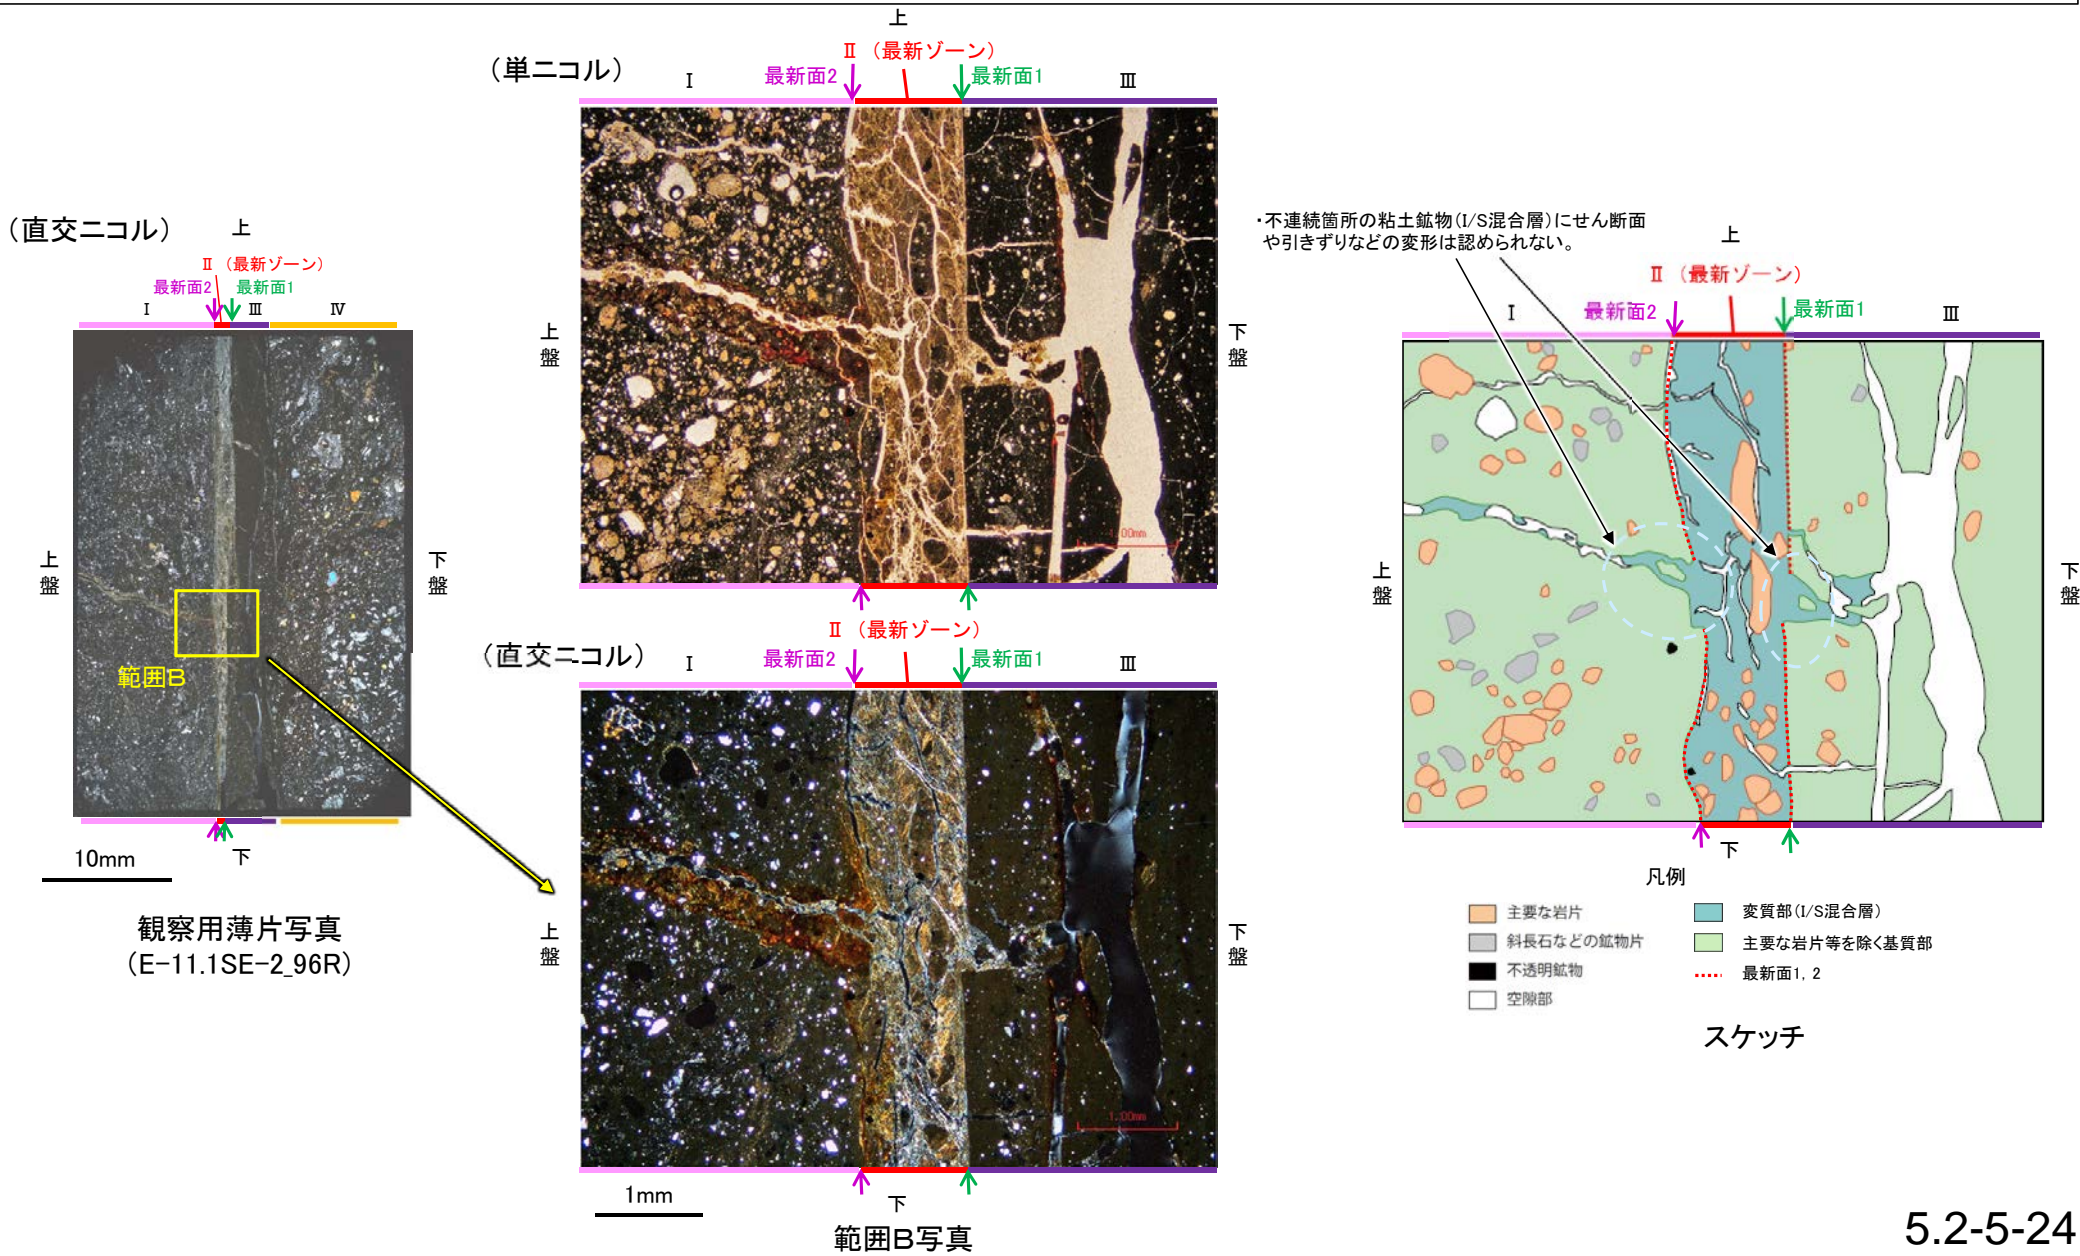 (直交ニコル)
上
Ⅱ (最新ゾーン)
最新面2
最新面1
Ⅰ
Ⅲ
Ⅳ
上盤
下盤
範囲B
10mm
下
観察用薄片写真
(E-11.1SE-2_96R)
上
(単ニコル)
Ⅱ (最新ゾーン)
Ⅰ
最新面2
最新面1
Ⅲ
上盤
下盤
(直交ニコル)
Ⅱ (最新ゾーン)
Ⅰ
最新面2
最新面1
Ⅲ
上盤
下盤
1.00mm
1mm
下
範囲B写真
・不連続箇所の粘土鉱物(I/S混合層)にせん断面
や引きずりなどの変形は認められない。
上
Ⅱ (最新ゾーン)
Ⅰ
最新面2
最新面1
Ⅲ
上盤
下盤
下
凡例
主要な岩片
斜長石などの鉱物片
不透明鉱物
空隙部
変質部(I/S混合層)
主要な岩片等を除く基質部
最新面1, 2
スケッチ
5.2-5-24